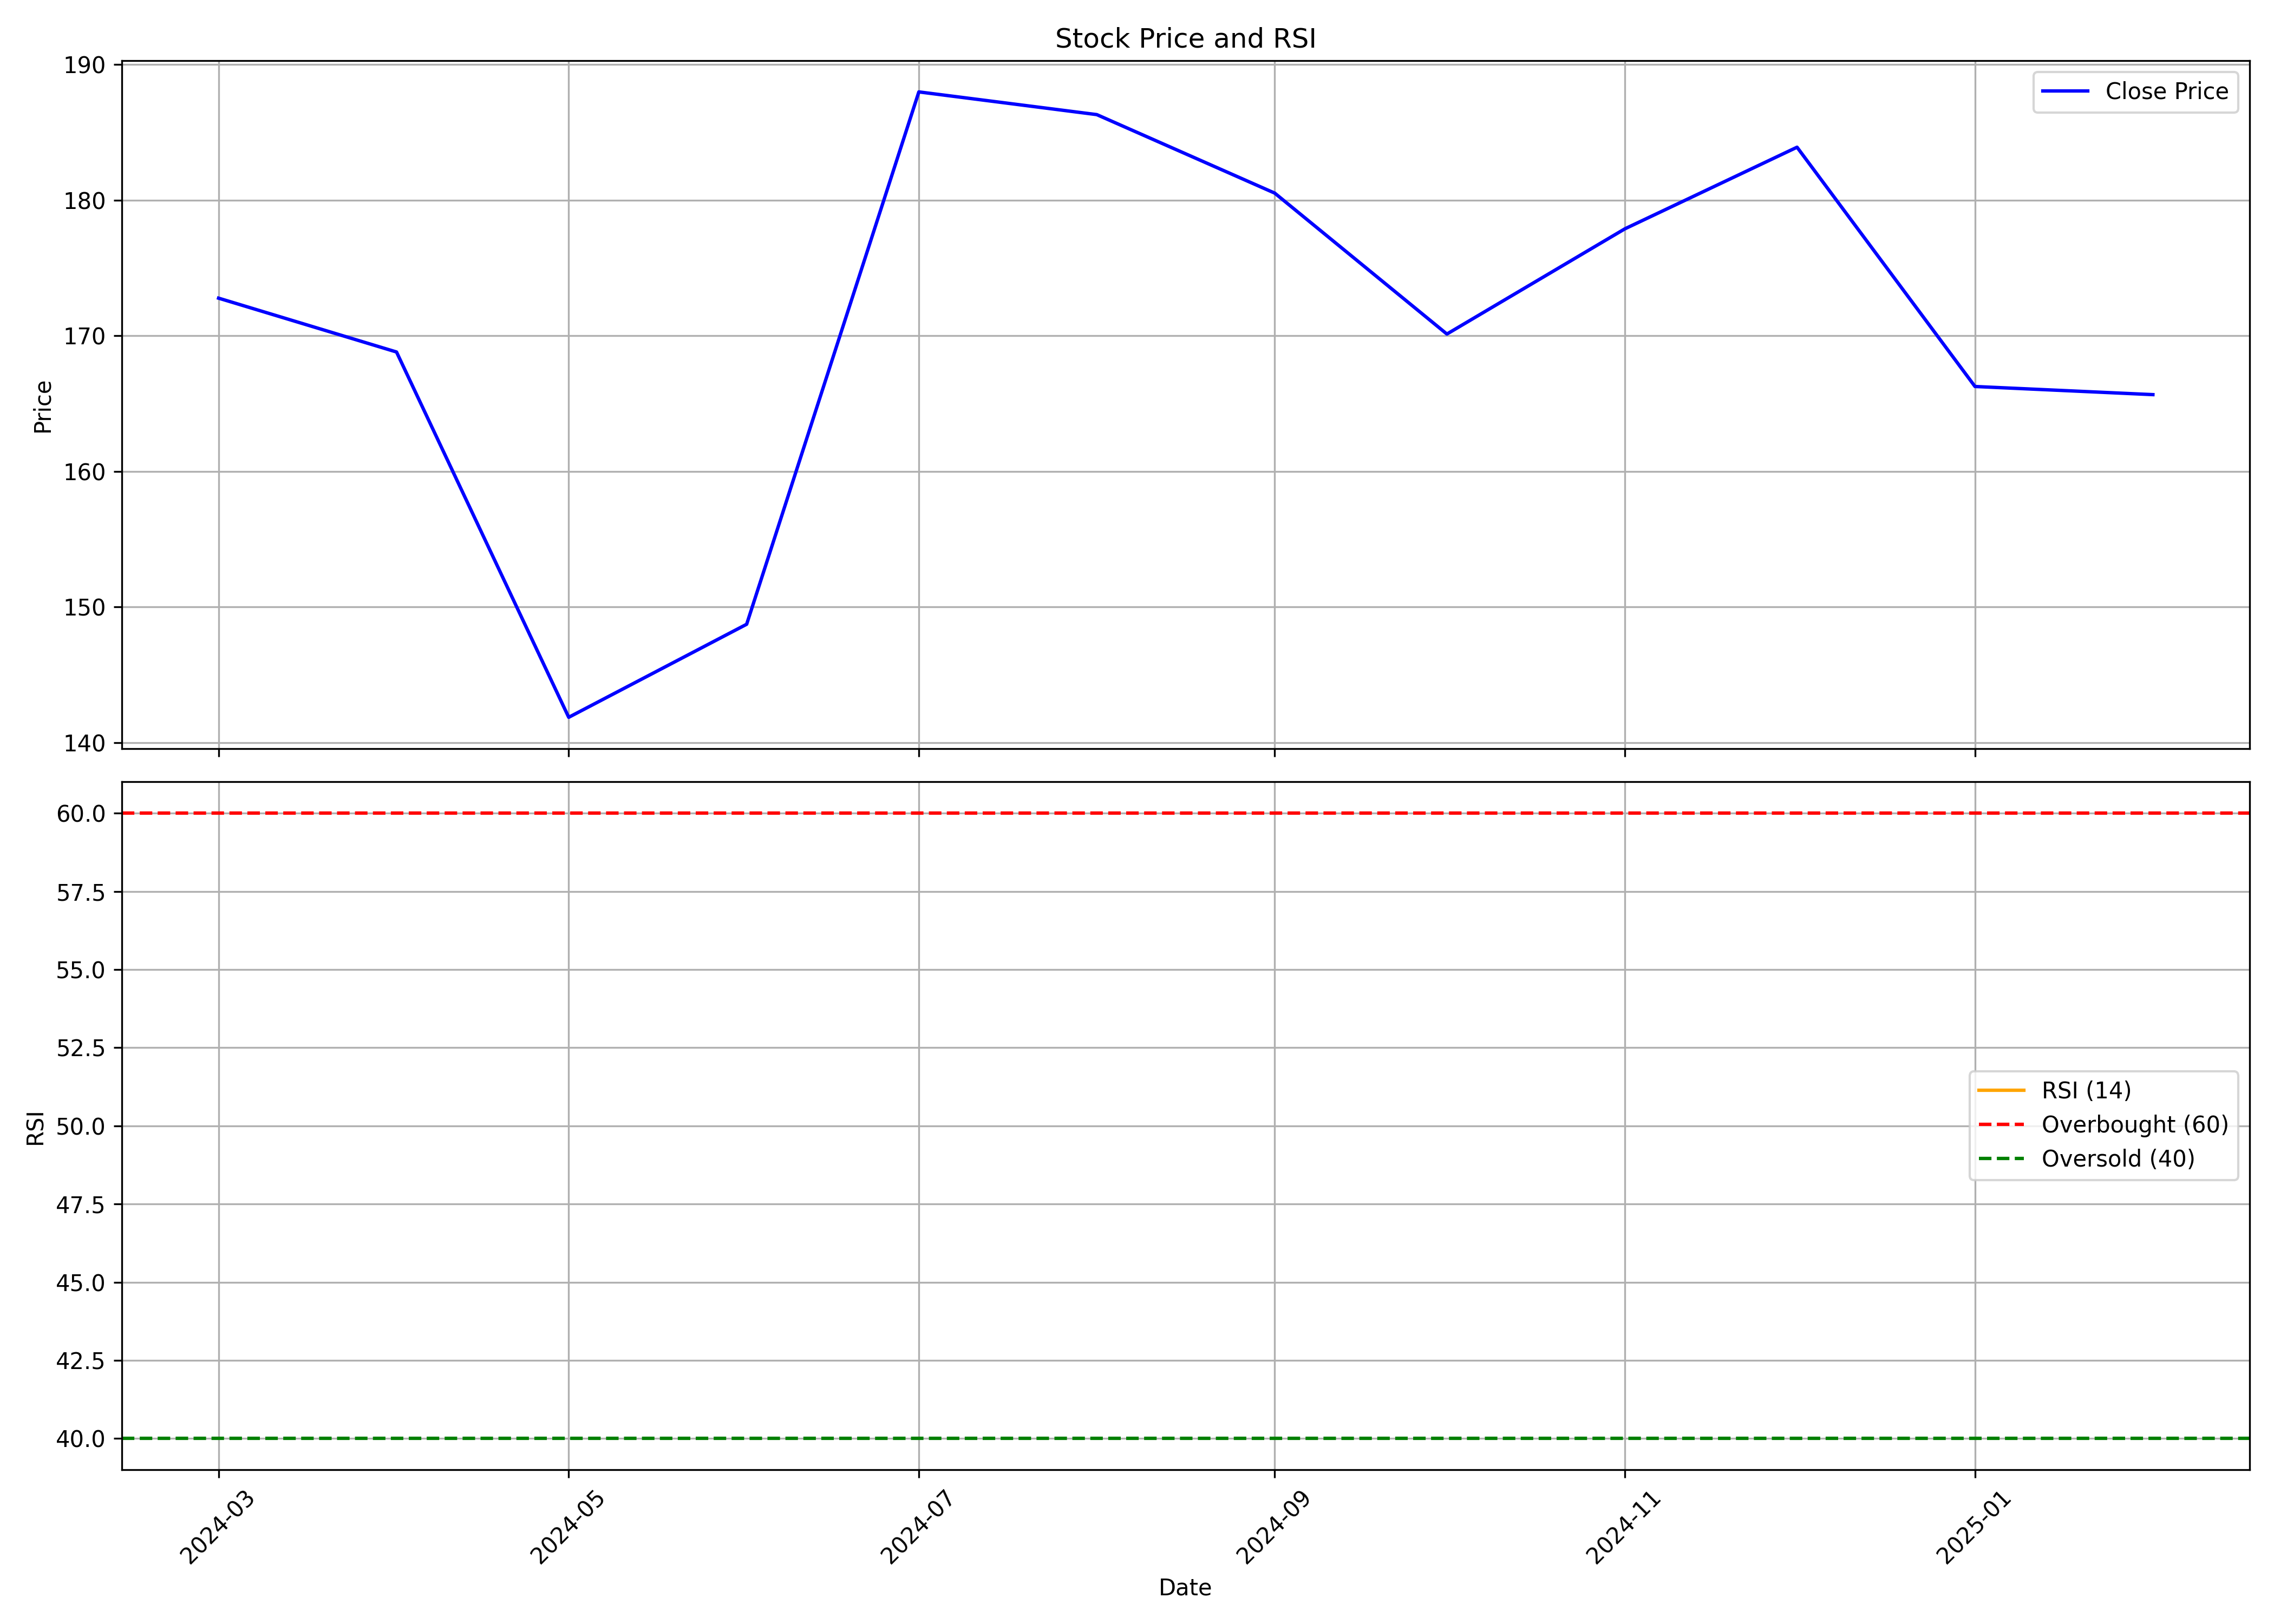 Stock Price and RSI
190
180
170
160
150
140
Price
Close Price
60.0
57.5
55.0
52.5
50.0
47.5
45.0
42.5
40.0
RSI
RSI (14)
Overbought (60)
Oversold (40)
2024-03
2024-05
2024-07
2024-09
2024-11
2025-01
Date